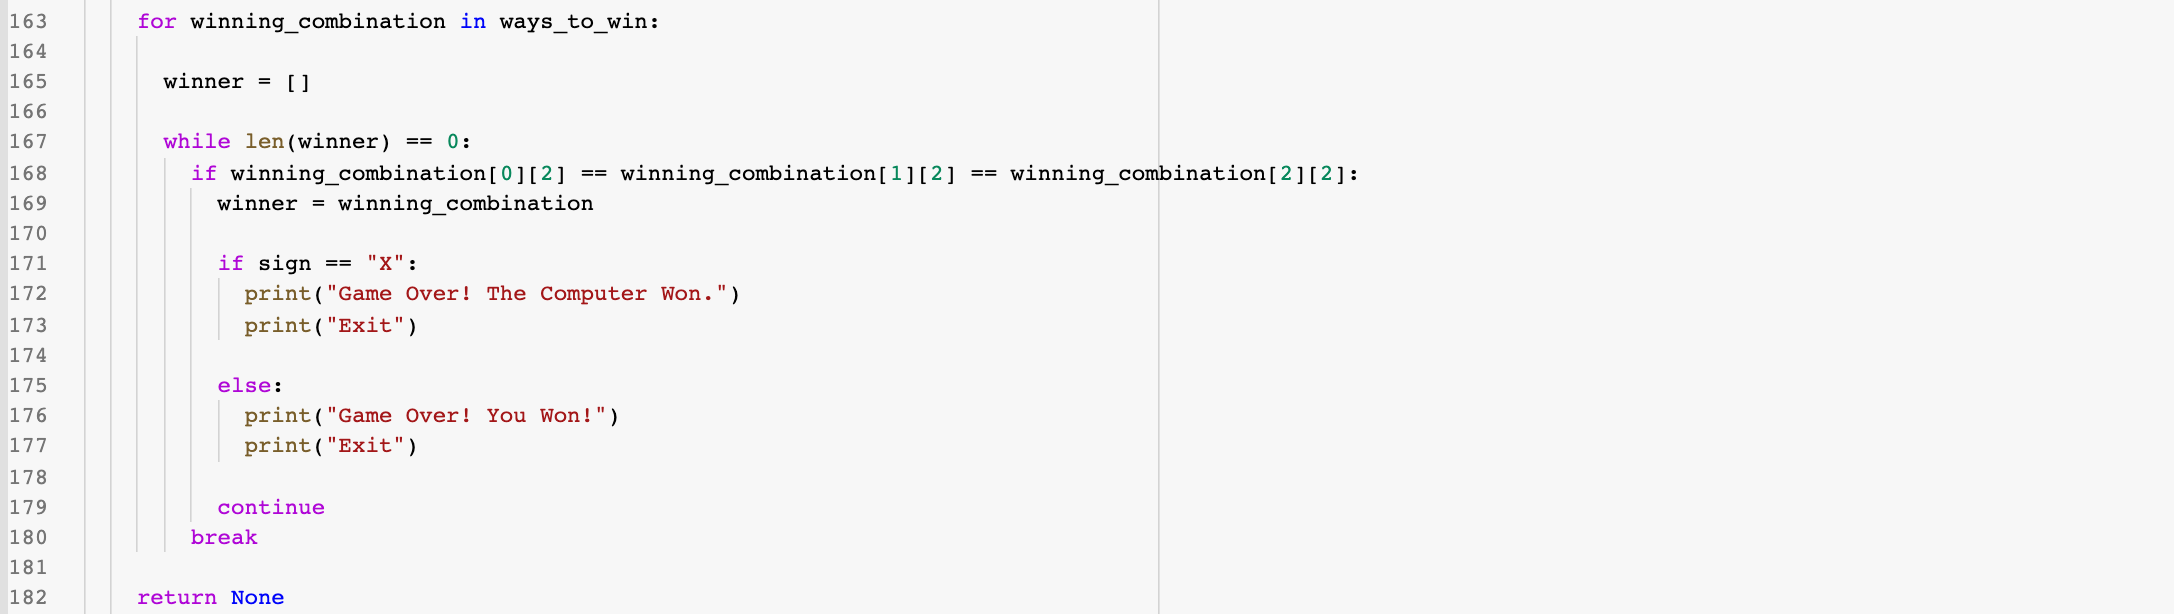 163 for winning_combination in ways_to_win:
164
165 winner = []
166
167 while len(winner) == 0:
168 if winning_combination[0][2] == winning_combination[1][2] == winning_combination[2][2]:
169 winner = winning_combination
170
171 if sign == "X":
172 print("Game Over! The Computer Won.")
173 print("Exit")
174
175 else:
176 print("Game Over! You Won!")
177 print("Exit")
178
179 continue
180 break
181
182 return None